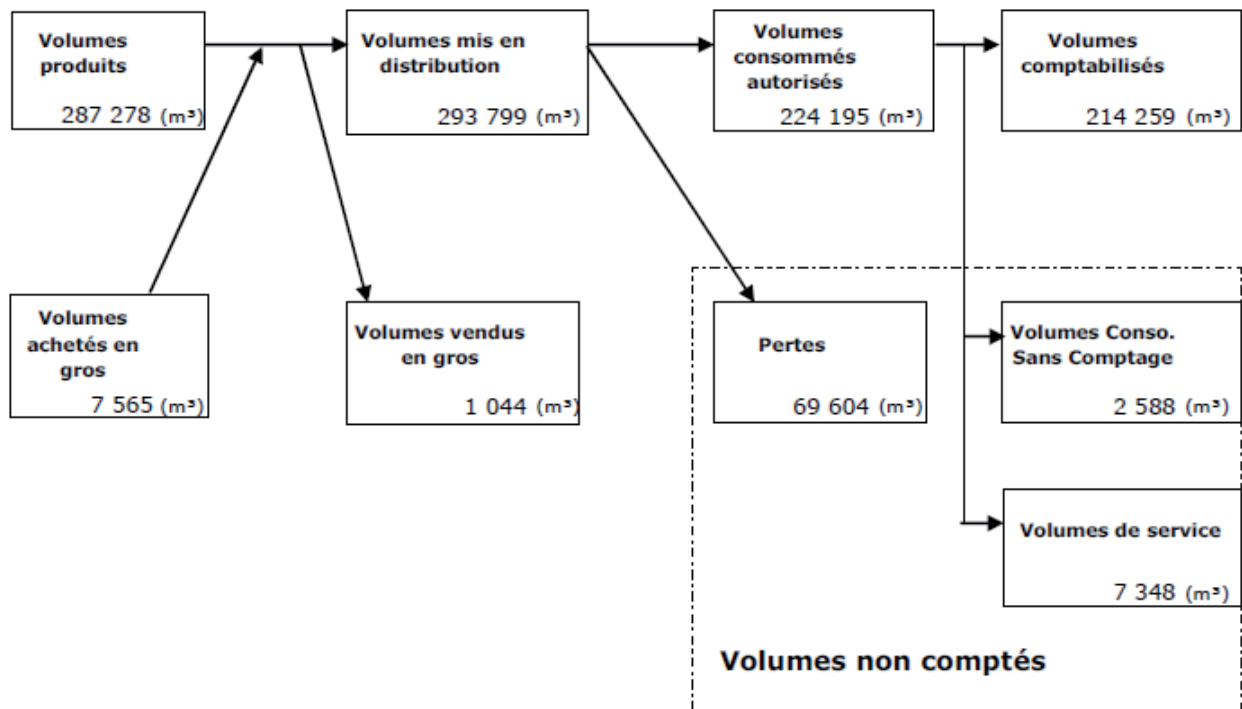 Volumes
produits
287 278 (m³)
Volumes mis en
distribution
293 799 (m³)
Volumes
consommés
autorisés
224 195 (m³)
Volumes
comptabilisés
214 259 (m³)
Volumes
achetés en
gros
7 565 (m³)
Volumes vendus
en gros
1 044 (m³)
Pertes
69 604 (m³)
Volumes Conso.
Sans Comptage
2 588 (m³)
Volumes de service
7 348 (m³)
Volumes non comptés